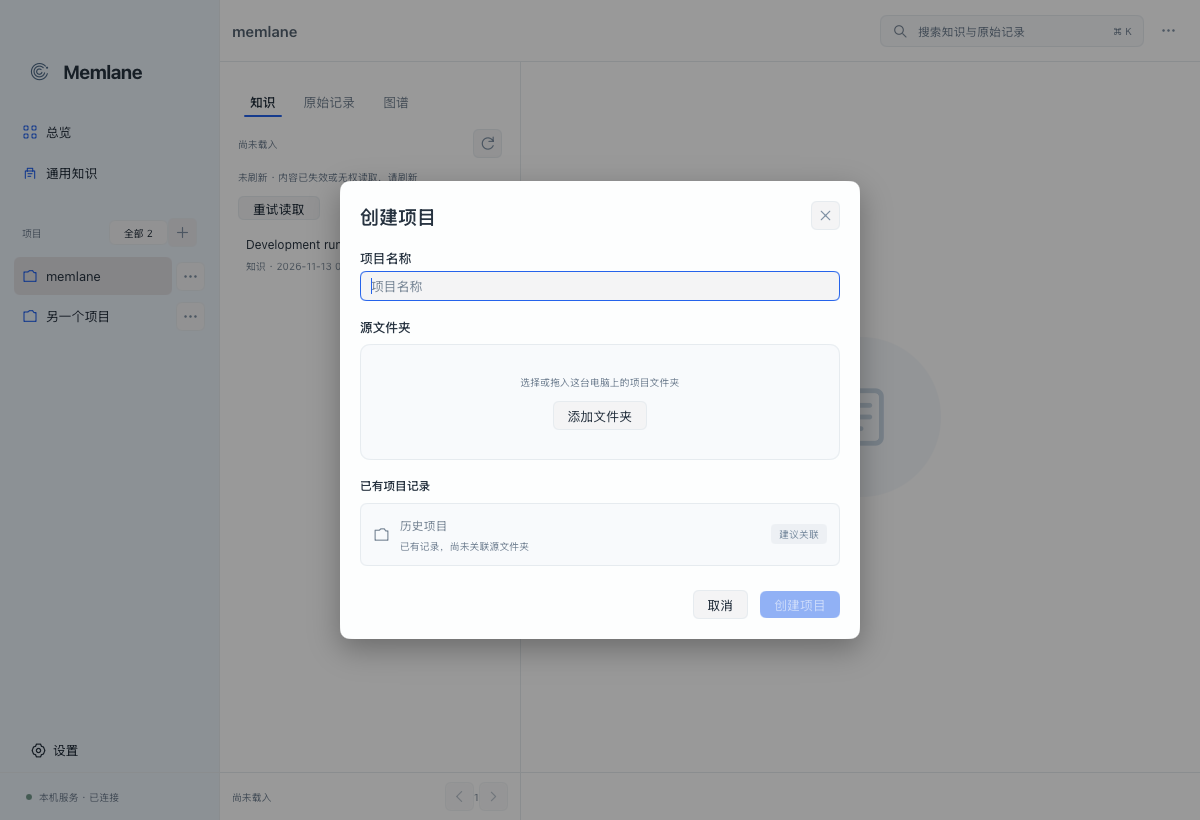 Memlane
总览
通用知识
项目
全部 2
memlane
另一个项目
设置
本机服务 · 已连接
memlane
搜索知识与原始记录
⌘ K
知识
原始记录
图谱
尚未载入
未刷新 · 内容已失效或无权读取，请刷新
重试读取
Development
知识 · 2026-11-13
尚未载入
创建项目
项目名称
项目名称
源文件夹
选择或拖入这台电脑上的项目文件夹
添加文件夹
已有项目记录
历史项目
已有记录，尚未关联源文件夹
建议关联
取消
创建项目